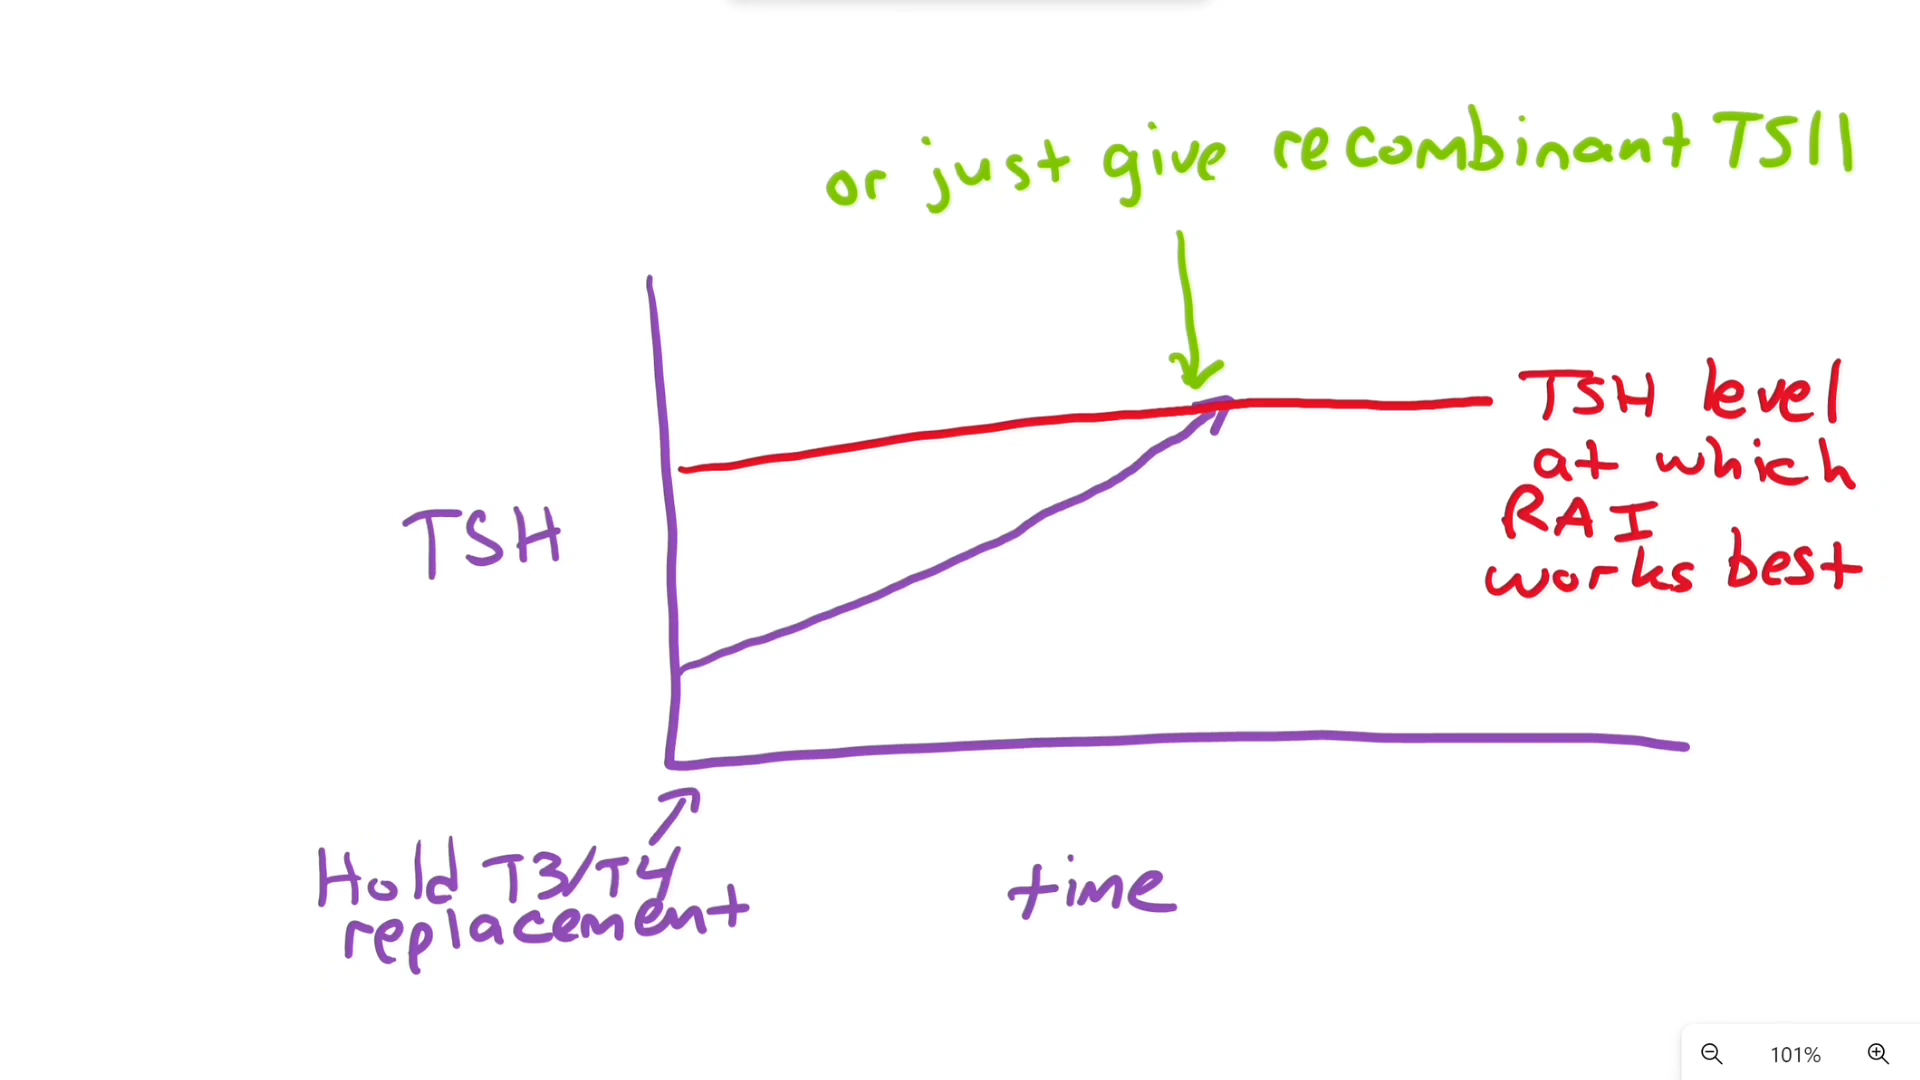 or just give recombinant TSH
TSH level
at which
RAI
works best
TSH
Hold T3/T4
replacement
time
101%